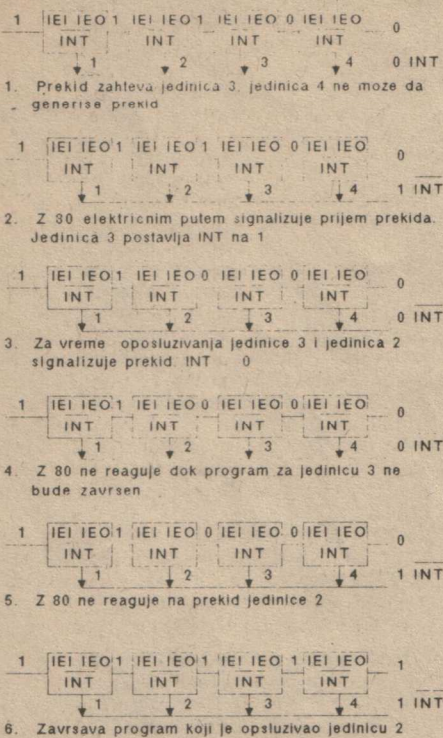 1 IEI IEO 1 IEI IEO 1 IEI IEO 0 IEI IEO 0
INT INT INT INT
1 2 3 4 0 INT
1. Prekid zahteva jedinica 3, jedinica 4 ne moze da
generise prekid
1 IEI IEO 1 IEI IEO 1 IEI IEO 0 IEI IEO 0
INT INT INT INT
1 2 3 4 1 INT
2. Z 80 elektricnim putem signalizuje prijem prekida.
Jedinica 3 postavlja INT na 1
1 IEI IEO 1 IEI IEO 0 IEI IEO 0 IEI IEO 0
INT INT INT INT
1 2 3 4 0 INT
3. Za vreme oposluzivanja jedinice 3 i jedinica 2
signalizuje prekid. INT 0
1 IEI IEO 1 IEI IEO 0 IEI IEO 0 IEI IEO 0
INT INT INT INT
1 2 3 4 0 INT
4. Z 80 ne reaguje dok program za jedinicu 3 ne
bude zavrsen
1 IEI IEO 1 IEI IEO 0 IEI IEO 0 IEI IEO 0
INT INT INT INT
1 2 3 4 1 INT
5. Z 80 ne reaguje na prekid jedinice 2
1 IEI IEO 1 IEI IEO 1 IEI IEO 1 IEI IEO 1
INT INT INT INT
1 2 3 4 1 INT
6. Zavrsava program koji je opsluzivao jedinicu 2